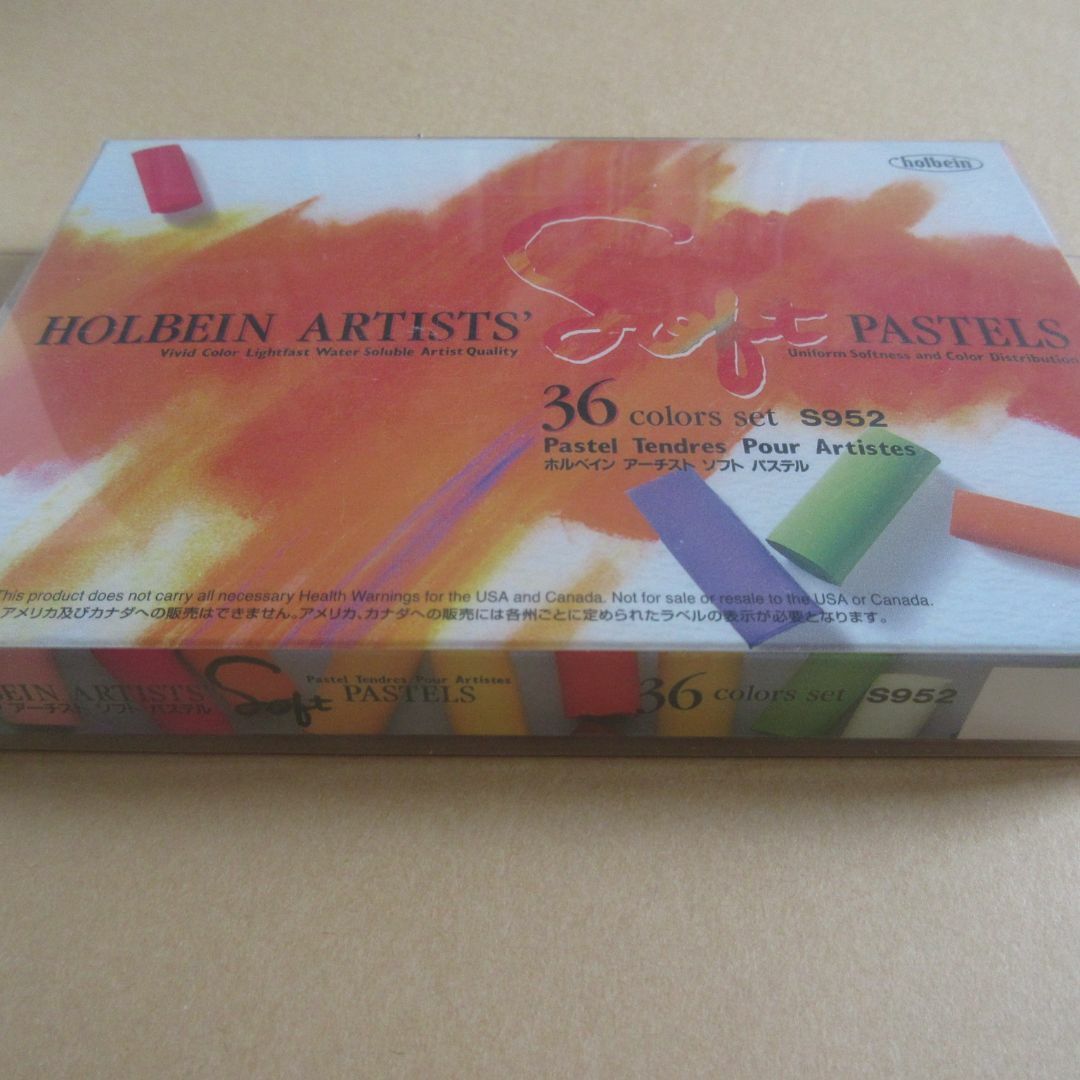 holbein
HOLBEIN ARTISTS' Soft PASTELS
Vivid Color Lightfast Water Soluble Artist Quality
Uniform Softness and Color Distribution
36 colors set S952
Pastel Tendres Pour Artistes
ホルベイン アーチスト ソフト パステル
This product does not carry all necessary Health Warnings for the USA and Canada. Not for sale or resale to the USA or Canada.
アメリカ及びカナダへの販売はできません。アメリカ、カナダへの販売には各州ごとに定められたラベルの表示が必要となります。
Pastel Tendres Pour Artistes
BEIN ARTISTS' Soft PASTELS 36 colors set S952
アーチスト ソフト パステル